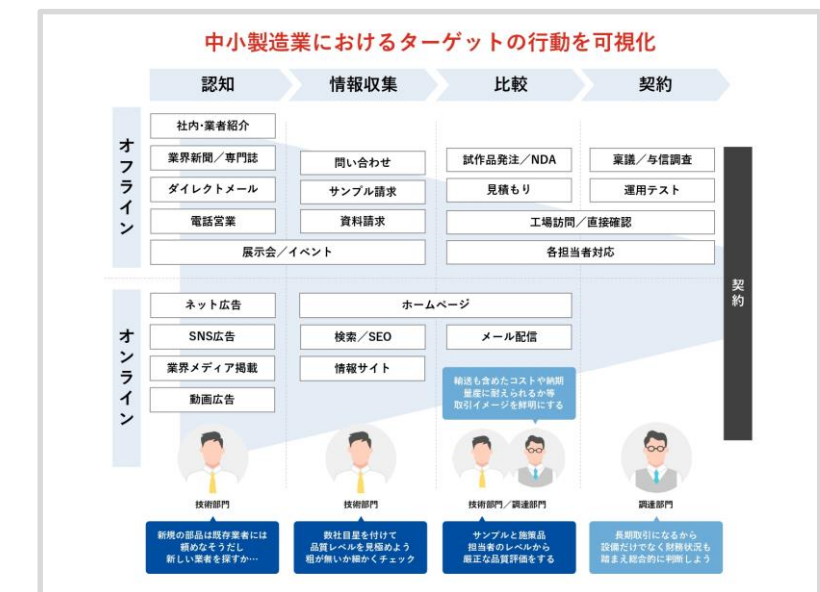 中小製造業におけるターゲットの行動を可視化
認知
情報収集
比較
契約
オフライン
社内・業者紹介
業界新聞／専門誌
ダイレクトメール
電話営業
問い合わせ
サンプル請求
資料請求
展示会／イベント
試作品発注／NDA
見積もり
稟議／与信調査
運用テスト
工場訪問／直接確認
各担当者対応
契約
オンライン
ネット広告
SNS広告
業界メディア掲載
動画広告
ホームページ
検索／SEO
情報サイト
メール配信
輸送も含めたコストや納期
量産に耐えられるか等
取引イメージを鮮明にする
技術部門
技術部門
技術部門／調達部門
調達部門
新規の部品は既存業者には
頼めなそうだし
新しい業者を探すか…
数社目星を付けて
品質レベルを見極めよう
粗が無いか細かくチェック
サンプルと施策品
担当者のレベルから
厳正な品質評価をする
長期取引になるから
設備だけでなく財務状況も
踏まえ総合的に判断しよう